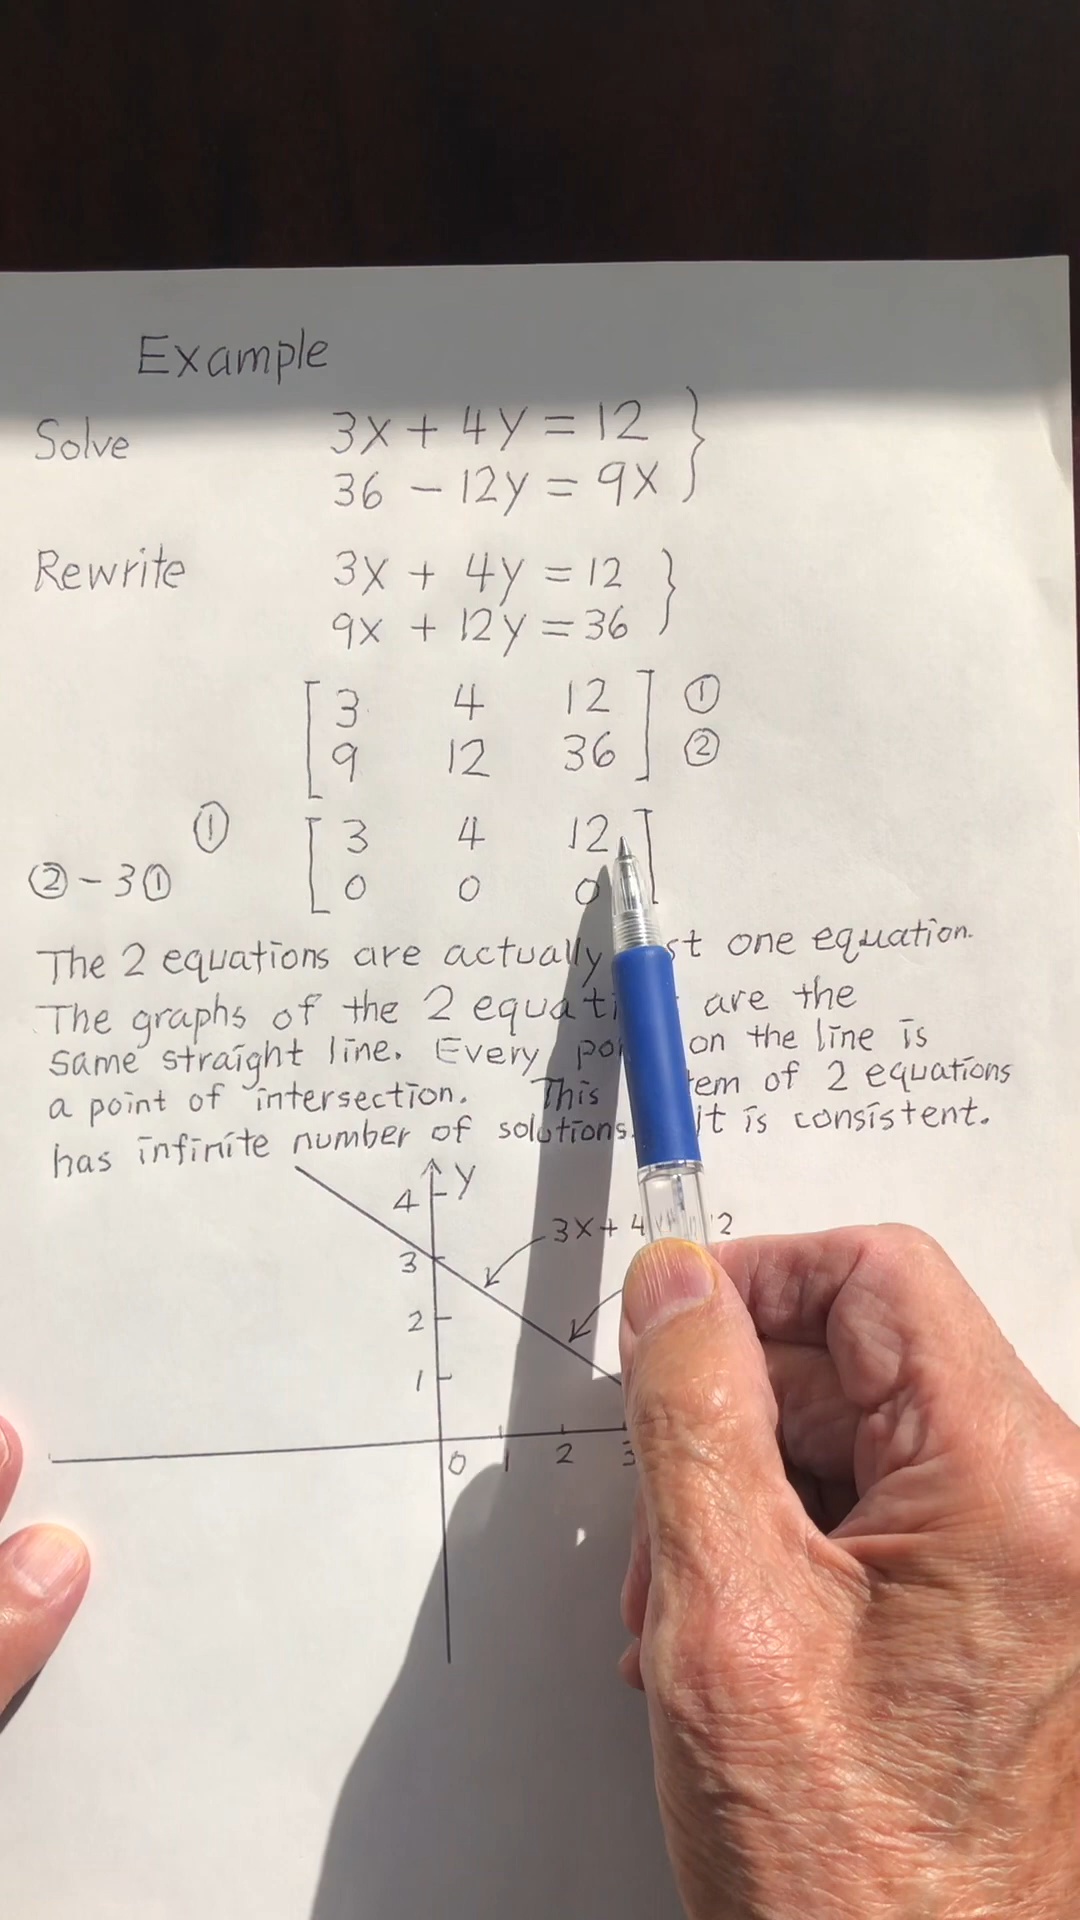 Example
Solve 3x + 4y = 12 }
36 - 12y = 9x
Rewrite 3x + 4y = 12 }
9x + 12y = 36
[ 3 4 12 ] ①
9 12 36 ②
① [ 3 4 12 ]
② - 3① 0 0 0
The 2 equations are actually one equation.
The graphs of the 2 are the
same straight line. Every on the line is
a point of intersection. This of 2 equations
has infinite number of solutions. It is consistent.
y
4
3x + 4
3
2
1
0 1 2 3